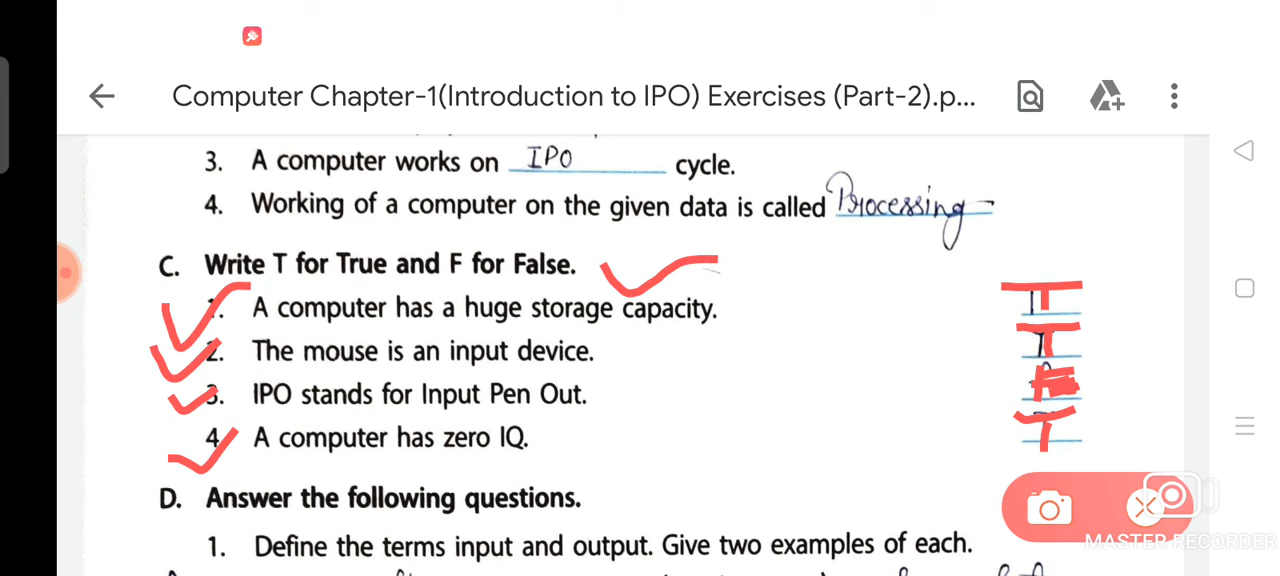 Computer Chapter-1(Introduction to IPO) Exercises (Part-2).p...
3. A computer works on IPO cycle.
4. Working of a computer on the given data is called Processing
C. Write T for True and F for False.
1. A computer has a huge storage capacity. T
2. The mouse is an input device. T
3. IPO stands for Input Pen Out. F
4. A computer has zero IQ. T
D. Answer the following questions.
1. Define the terms input and output. Give two examples of each.
MASTER RECORDER